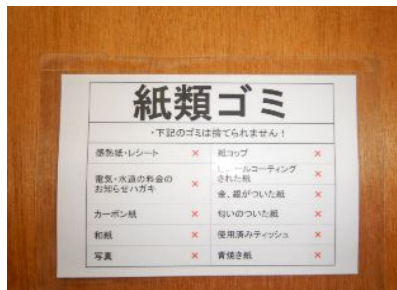 紙類ゴミ
・下記のゴミは捨てられません！
感熱紙・レシート × 紙コップ ×
電気・水道の料金の
お知らせハガキ ×
ールコーティング
された紙 ×
金、銀がついた紙 ×
カーボン紙 × 匂いのついた紙 ×
和紙 × 使用済みティッシュ ×
写真 × 青焼き紙 ×